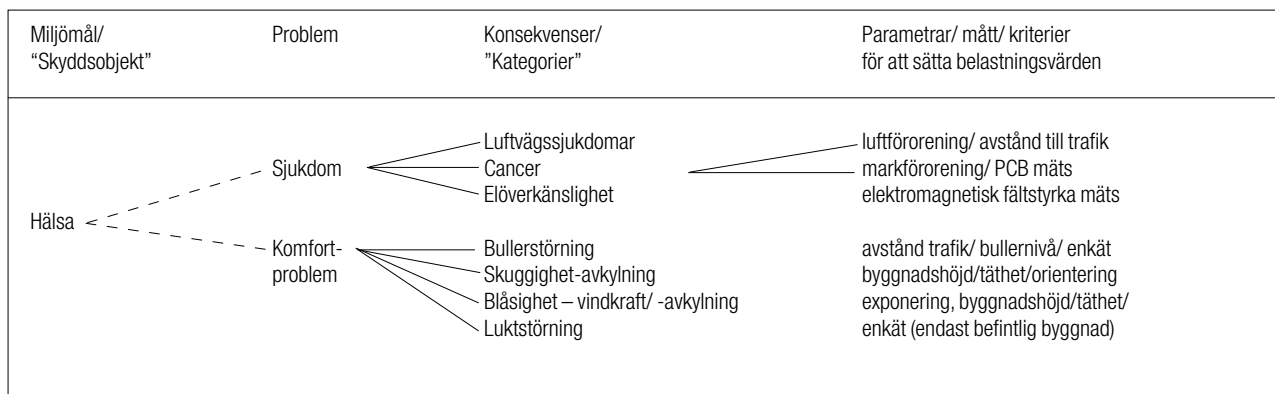 Miljömål/ Problem Konsekvenser/ Parametrar/ mått/ kriterier
“Skyddsobjekt” ”Kategorier” för att sätta belastningsvärden
Luftvägssjukdomar luftförorening/ avstånd till trafik
Sjukdom Cancer markförorening/ PCB mäts
Elöverkänslighet elektromagnetisk fältstyrka mäts
Hälsa
Komfort- Bullerstörning avstånd trafik/ bullernivå/ enkät
problem Skuggighet-avkylning byggnadshöjd/täthet/orientering
Blåsighet – vindkraft/ -avkylning exponering, byggnadshöjd/täthet/
Luktstörning enkät (endast befintlig byggnad)